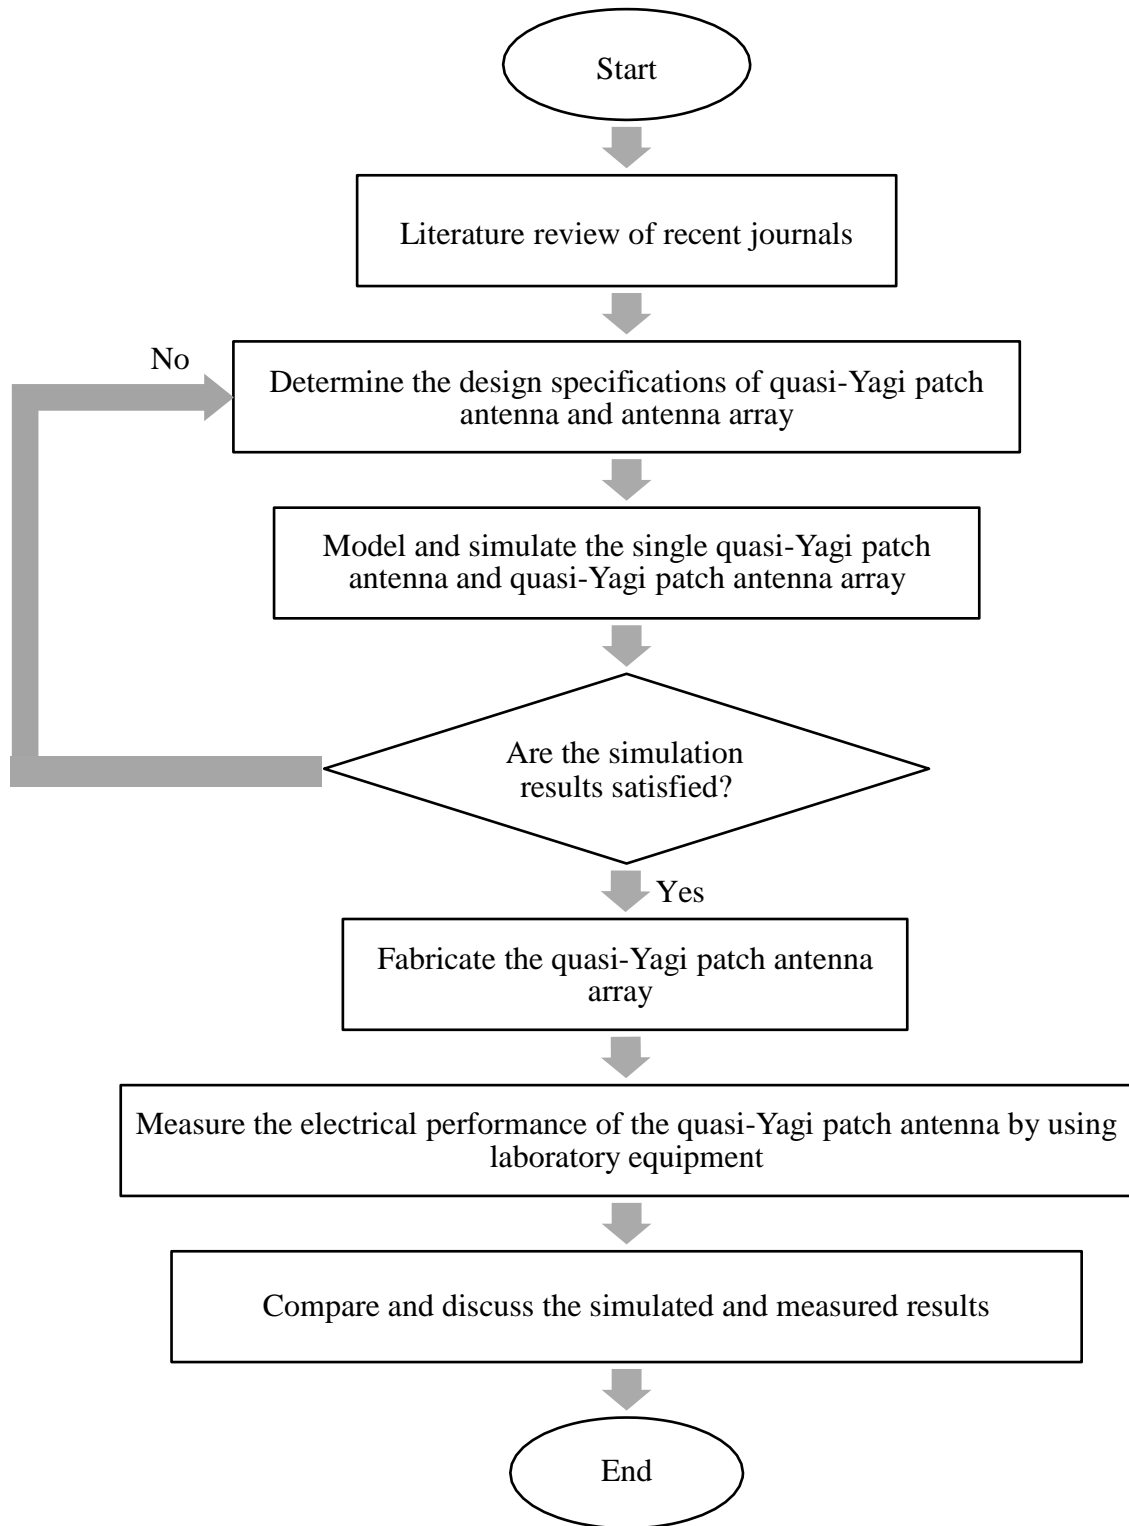 Start
Literature review of recent journals
No
Determine the design specifications of quasi-Yagi patch
antenna and antenna array
Model and simulate the single quasi-Yagi patch
antenna and quasi-Yagi patch antenna array
Are the simulation
results satisfied?
Yes
Fabricate the quasi-Yagi patch antenna
array
Measure the electrical performance of the quasi-Yagi patch antenna by using
laboratory equipment
Compare and discuss the simulated and measured results
End